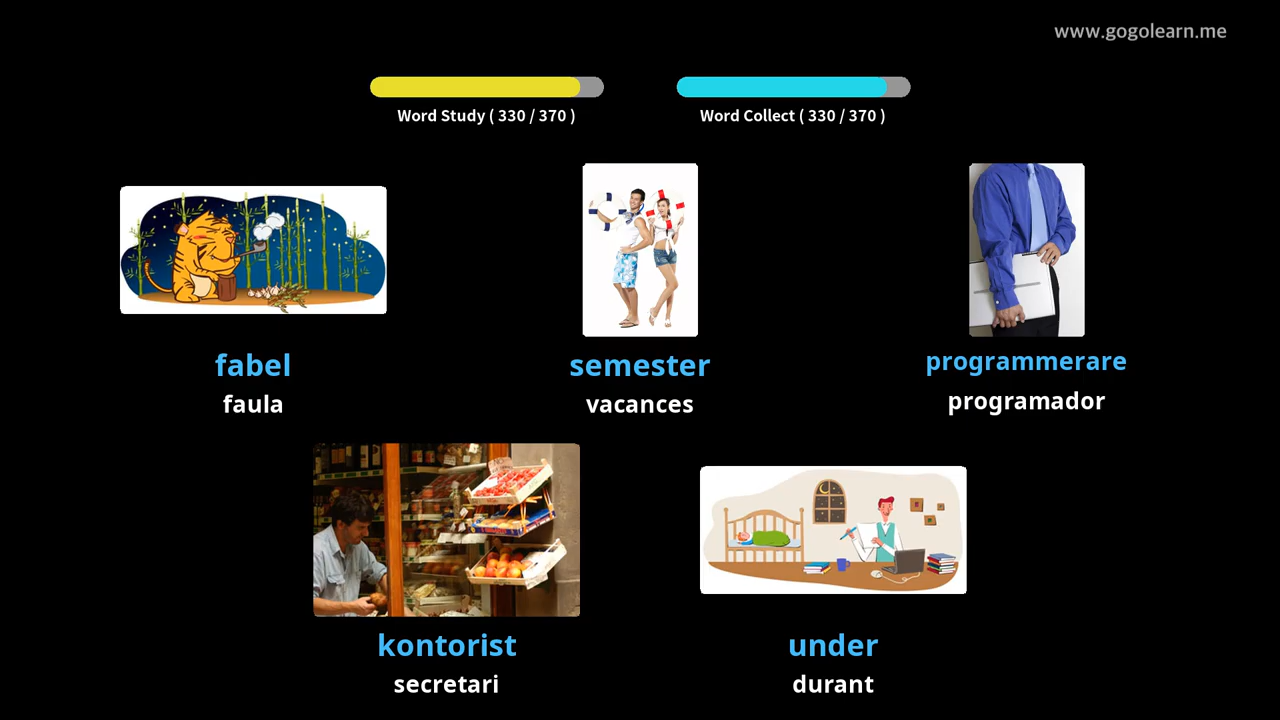 www.gogolearn.me
Word Study ( 330 / 370 )
Word Collect ( 330 / 370 )
fabel
faula
semester
vacances
programmerare
programador
kontorist
secretari
under
durant